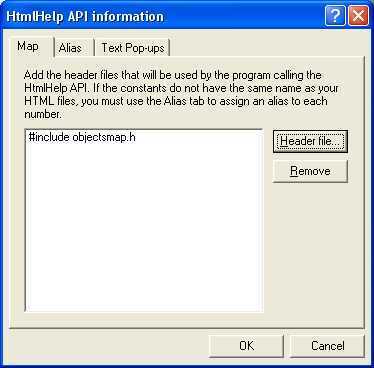 HtmlHelp API information
Map Alias Text Pop-ups
Add the header files that will be used by the program calling the
HtmlHelp API. If the constants do not have the same name as your
HTML files, you must use the Alias tab to assign an alias to each
number.
#include objectsmap.h
Header file...
Remove
OK Cancel